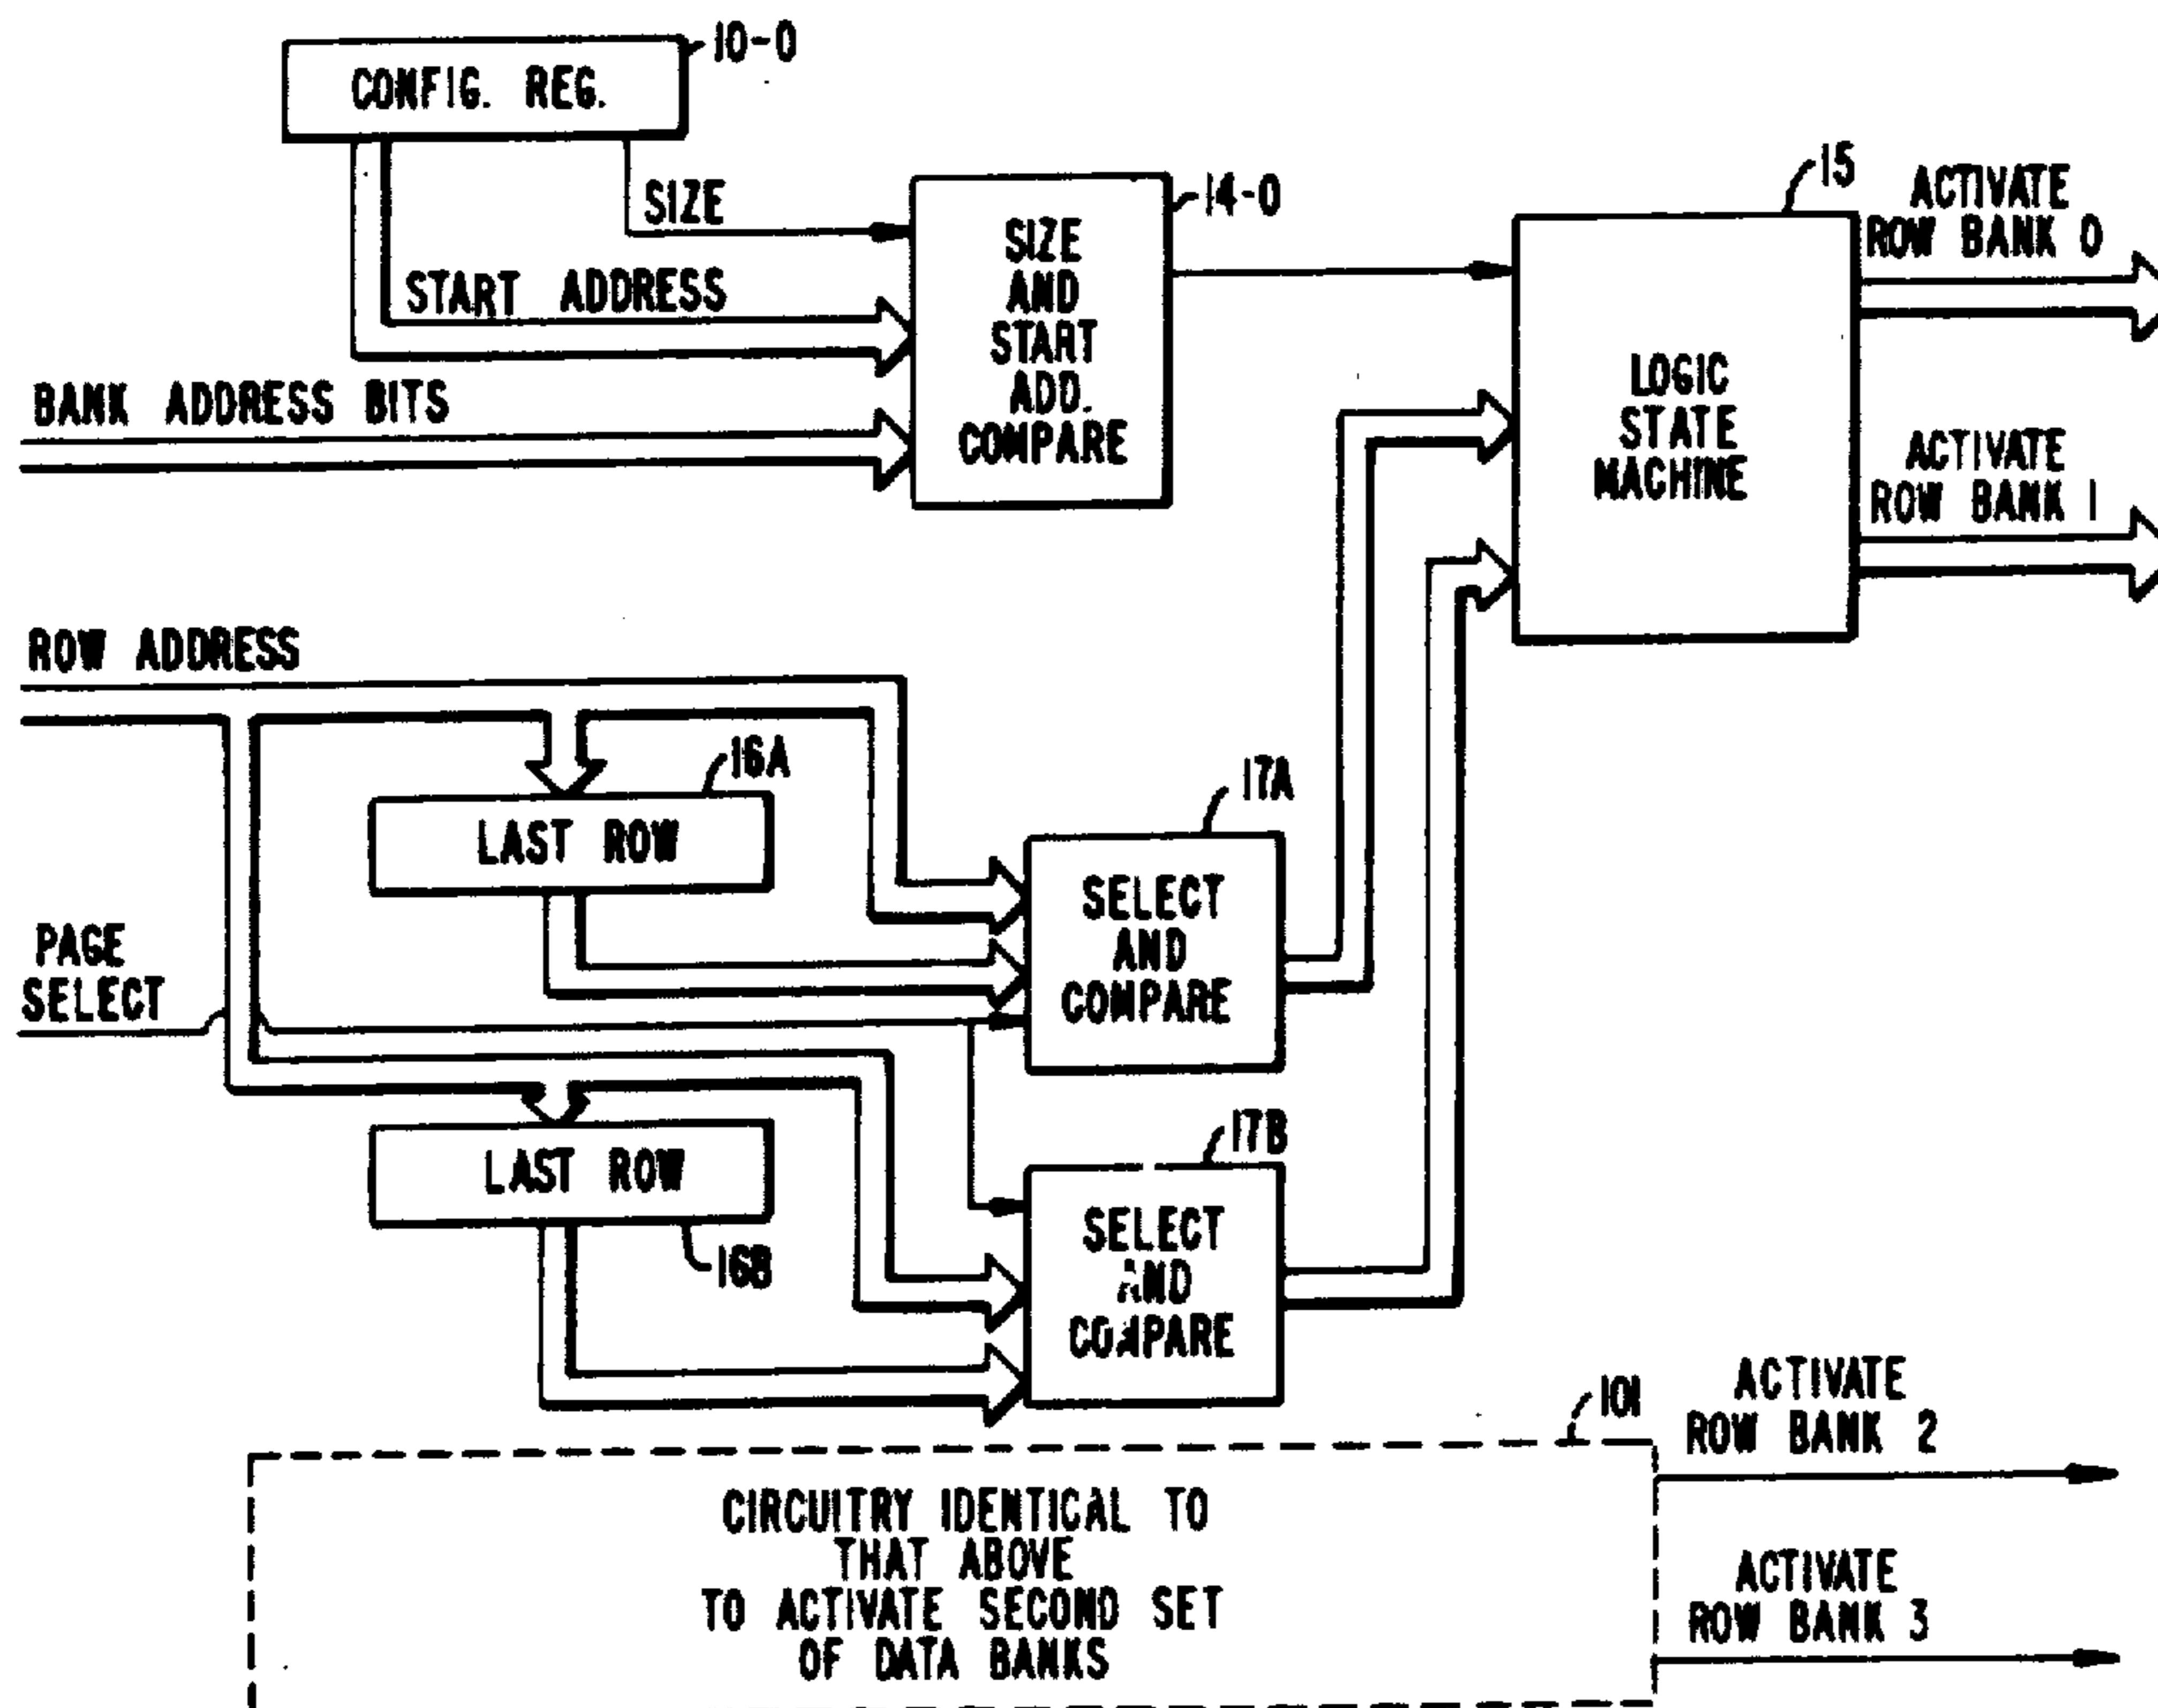 10-0
CONFIG. REG.
SIZE
START ADDRESS
BANK ADDRESS BITS
14-0
SIZE
AND
START
ADD.
COMPARE
15
LOGIC
STATE
MACHINE
ACTIVATE
ROW BANK 0
ACTIVATE
ROW BANK 1
ROW ADDRESS
16A
LAST ROW
17A
SELECT
AND
COMPARE
PAGE
SELECT
LAST ROW
16B
17B
SELECT
AND
COMPARE
101
ACTIVATE
ROW BANK 2
ACTIVATE
ROW BANK 3
CIRCUITRY IDENTICAL TO
THAT ABOVE
TO ACTIVATE SECOND SET
OF DATA BANKS